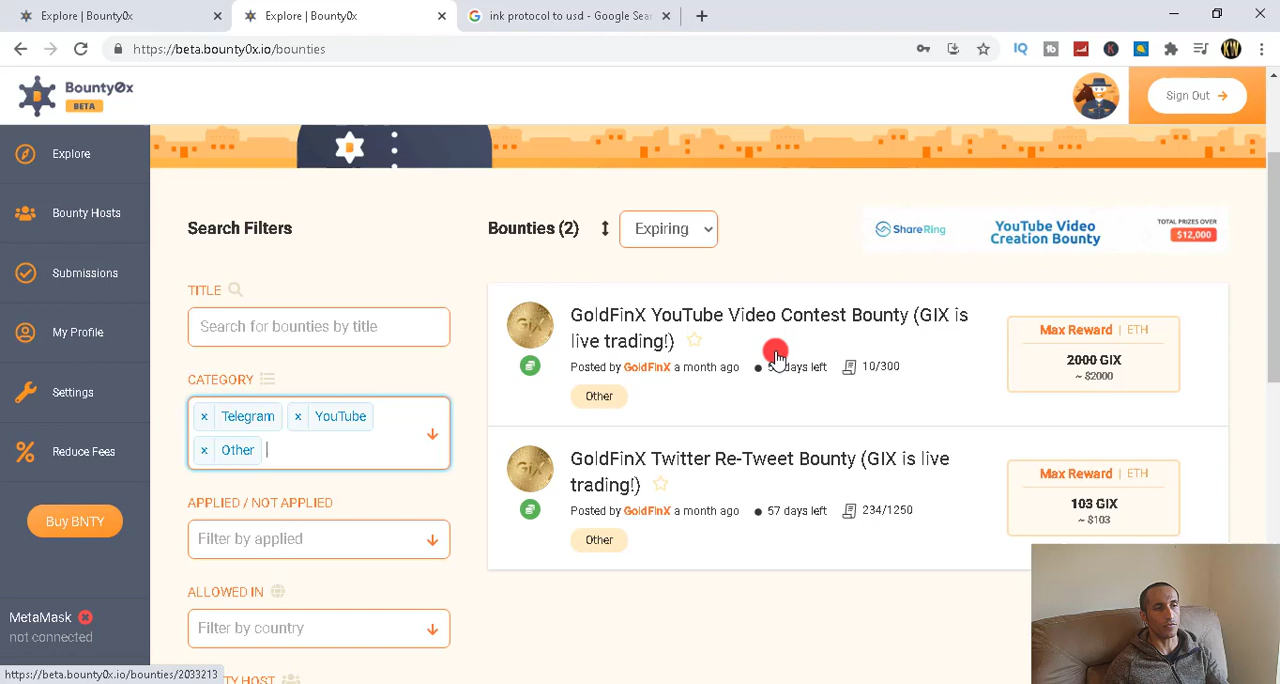 Explore | Bounty0x
Explore | Bounty0x
ink protocol to usd - Google Sear
https://beta.bounty0x.io/bounties
IQ
tb
K
KW
Bounty0x
BETA
Sign Out
Explore
Bounty Hosts
Submissions
My Profile
Settings
Reduce Fees
Buy BNTY
MetaMask
not connected
Search Filters
TITLE
Search for bounties by title
CATEGORY
× Telegram × YouTube
× Other
APPLIED / NOT APPLIED
Filter by applied
ALLOWED IN
Filter by country
Bounties (2)
Expiring
ShareRing
YouTube Video
Creation Bounty
TOTAL PRIZES OVER
$12,000
GIX
GoldFinX YouTube Video Contest Bounty (GIX is
live trading!)
Posted by GoldFinX a month ago
days left
10/300
Other
Max Reward | ETH
2000 GIX
~ $2000
GIX
GoldFinX Twitter Re-Tweet Bounty (GIX is live
trading!)
Posted by GoldFinX a month ago
57 days left
234/1250
Other
Max Reward | ETH
103 GIX
~ $103
https://beta.bounty0x.io/bounties/2033213